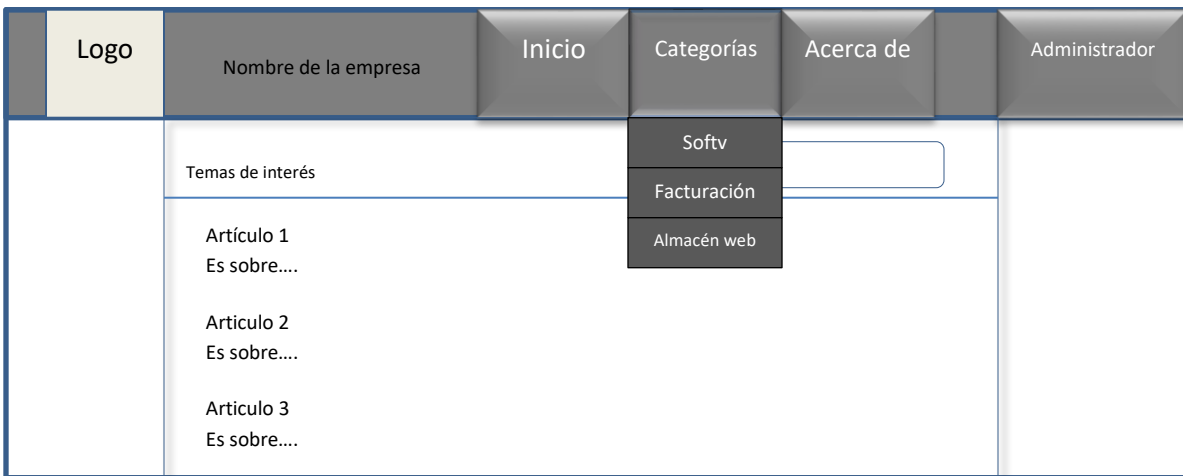 Logo
Nombre de la empresa
Inicio
Categorías
Acerca de
Administrador
Softv
Facturación
Almacén web
Temas de interés
Artículo 1
Es sobre….
Articulo 2
Es sobre….
Articulo 3
Es sobre….